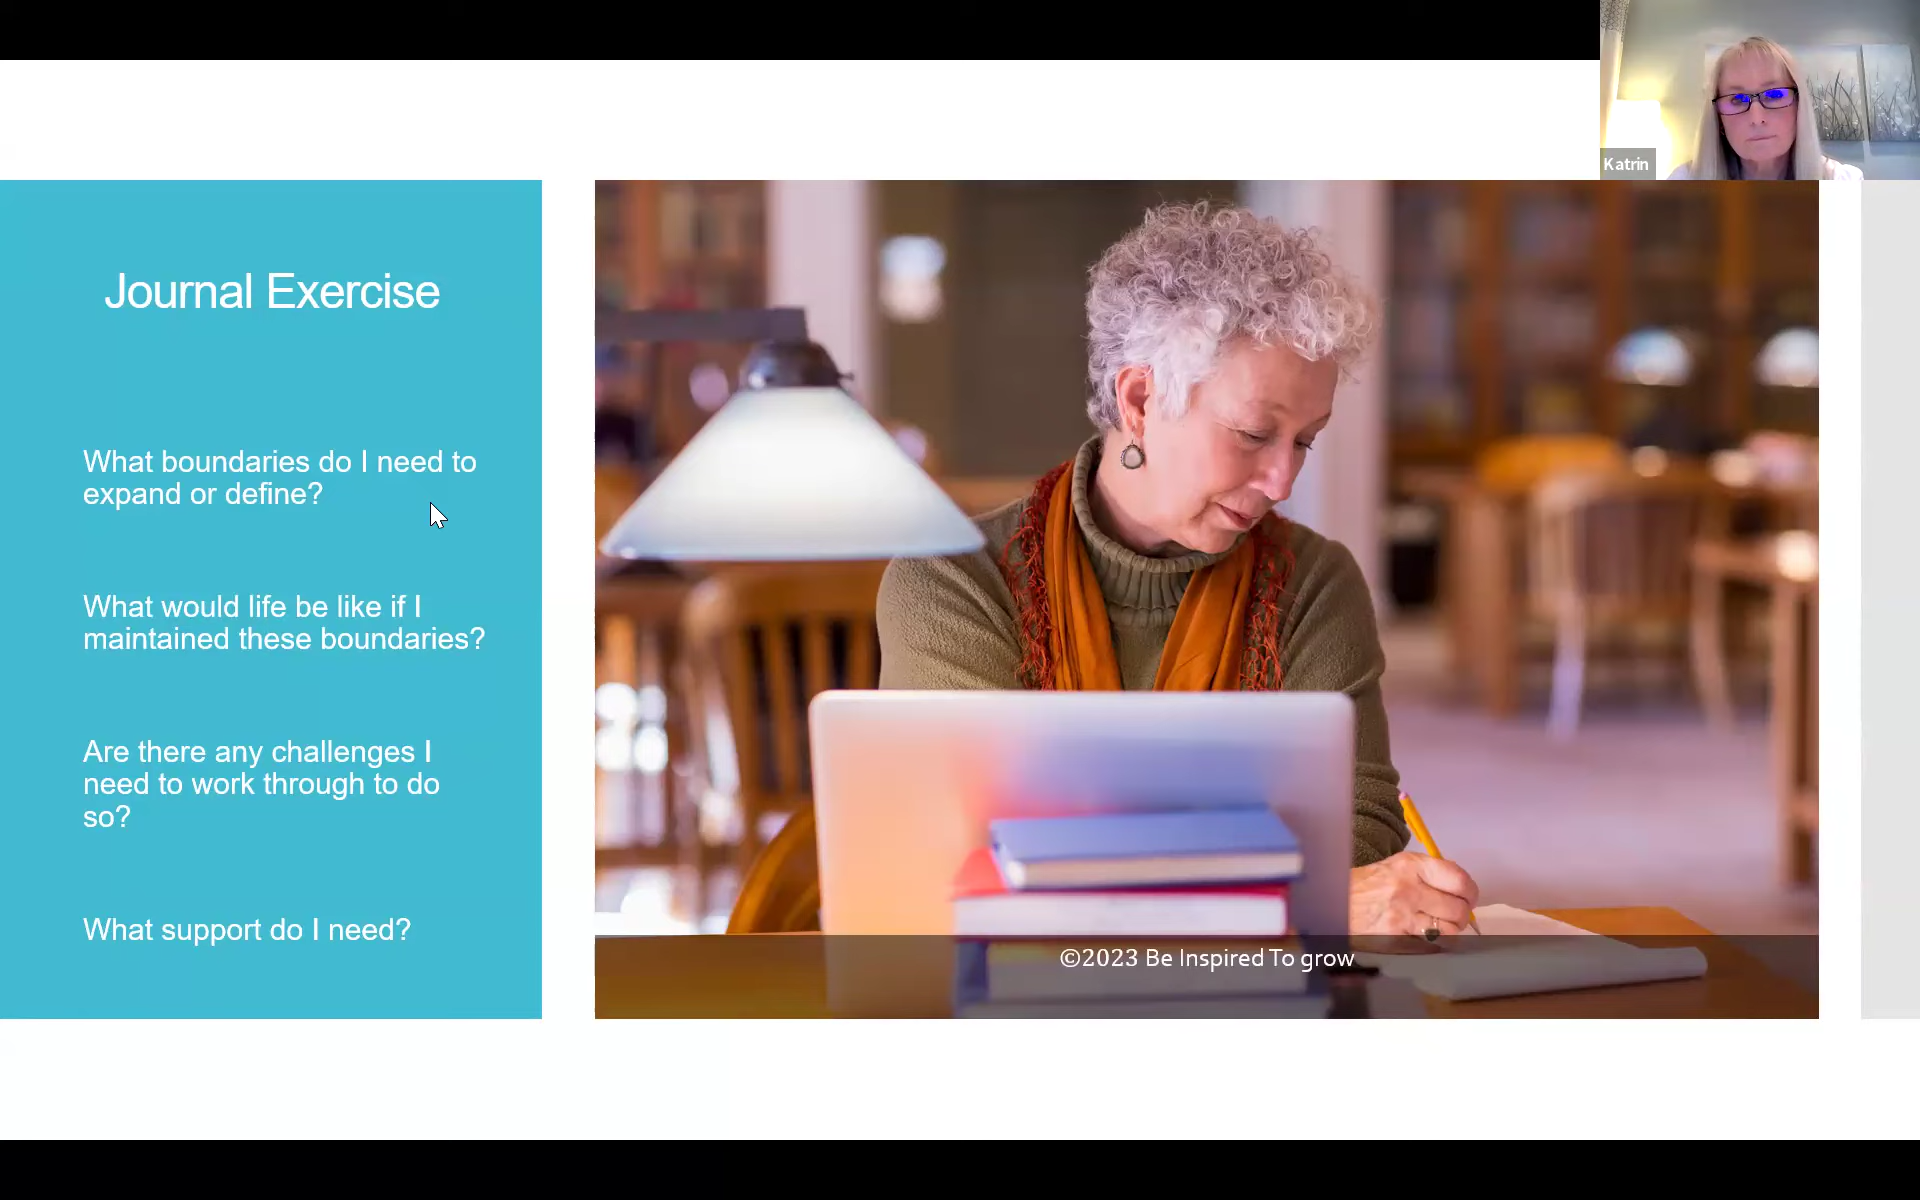 Katrin
Journal Exercise
What boundaries do I need to
expand or define?
What would life be like if I
maintained these boundaries?
Are there any challenges I
need to work through to do
so?
What support do I need?
©2023 Be Inspired To grow